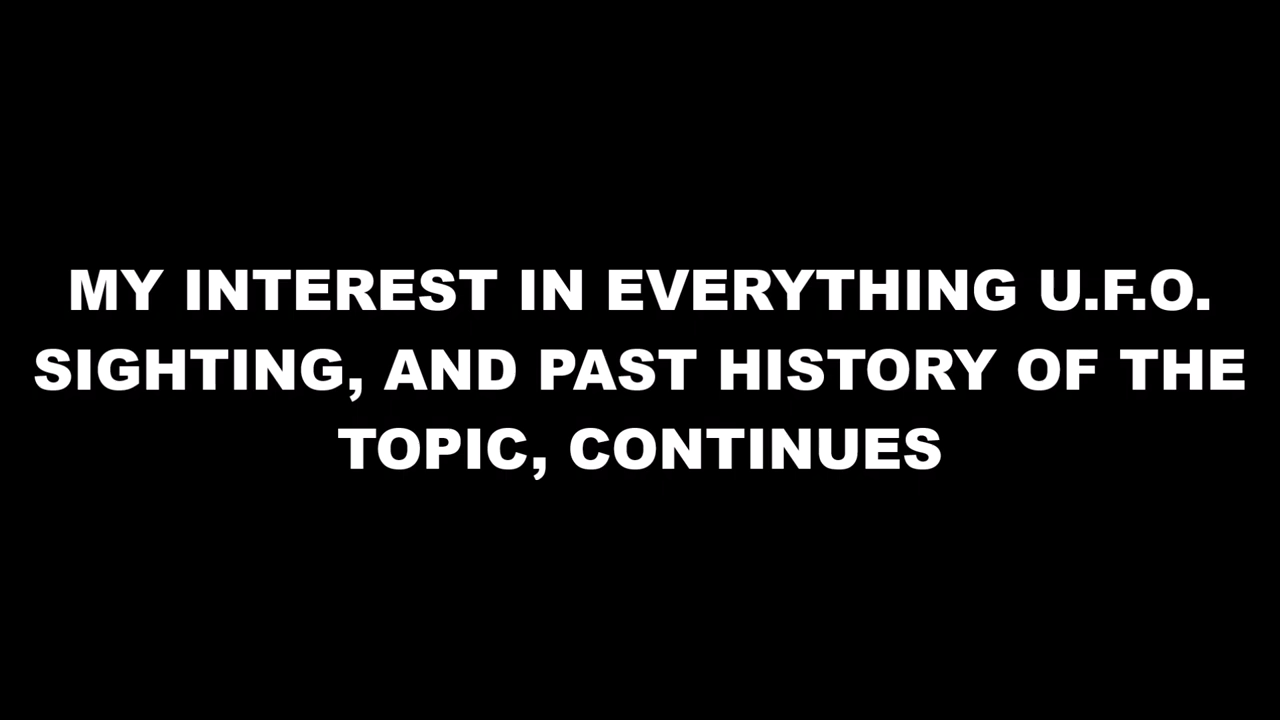 MY INTEREST IN EVERYTHING U.F.O.
SIGHTING, AND PAST HISTORY OF THE
TOPIC, CONTINUES